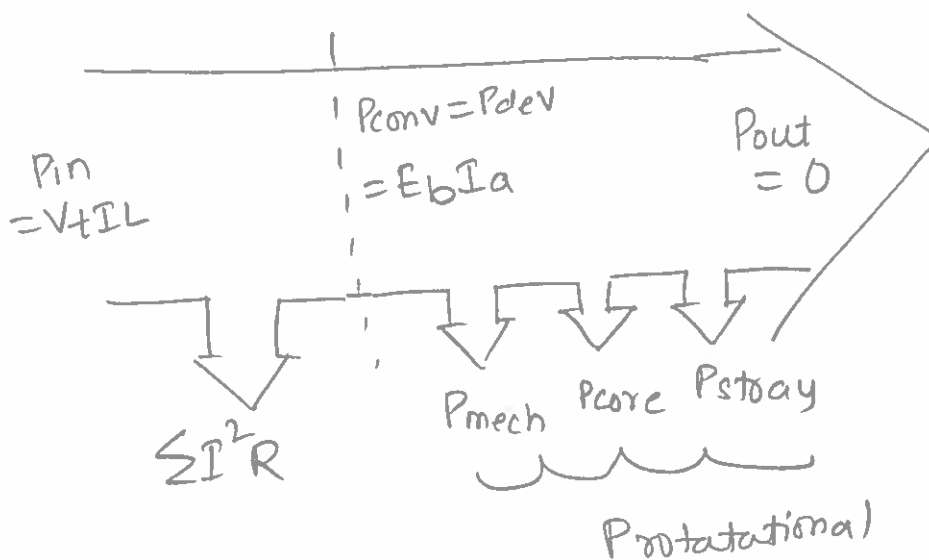 Pin
=VtIL
Pconv=Pdev
=EbIa
Pout
=0
ΣI²R
Pmech Pcore Pstray
Protatational